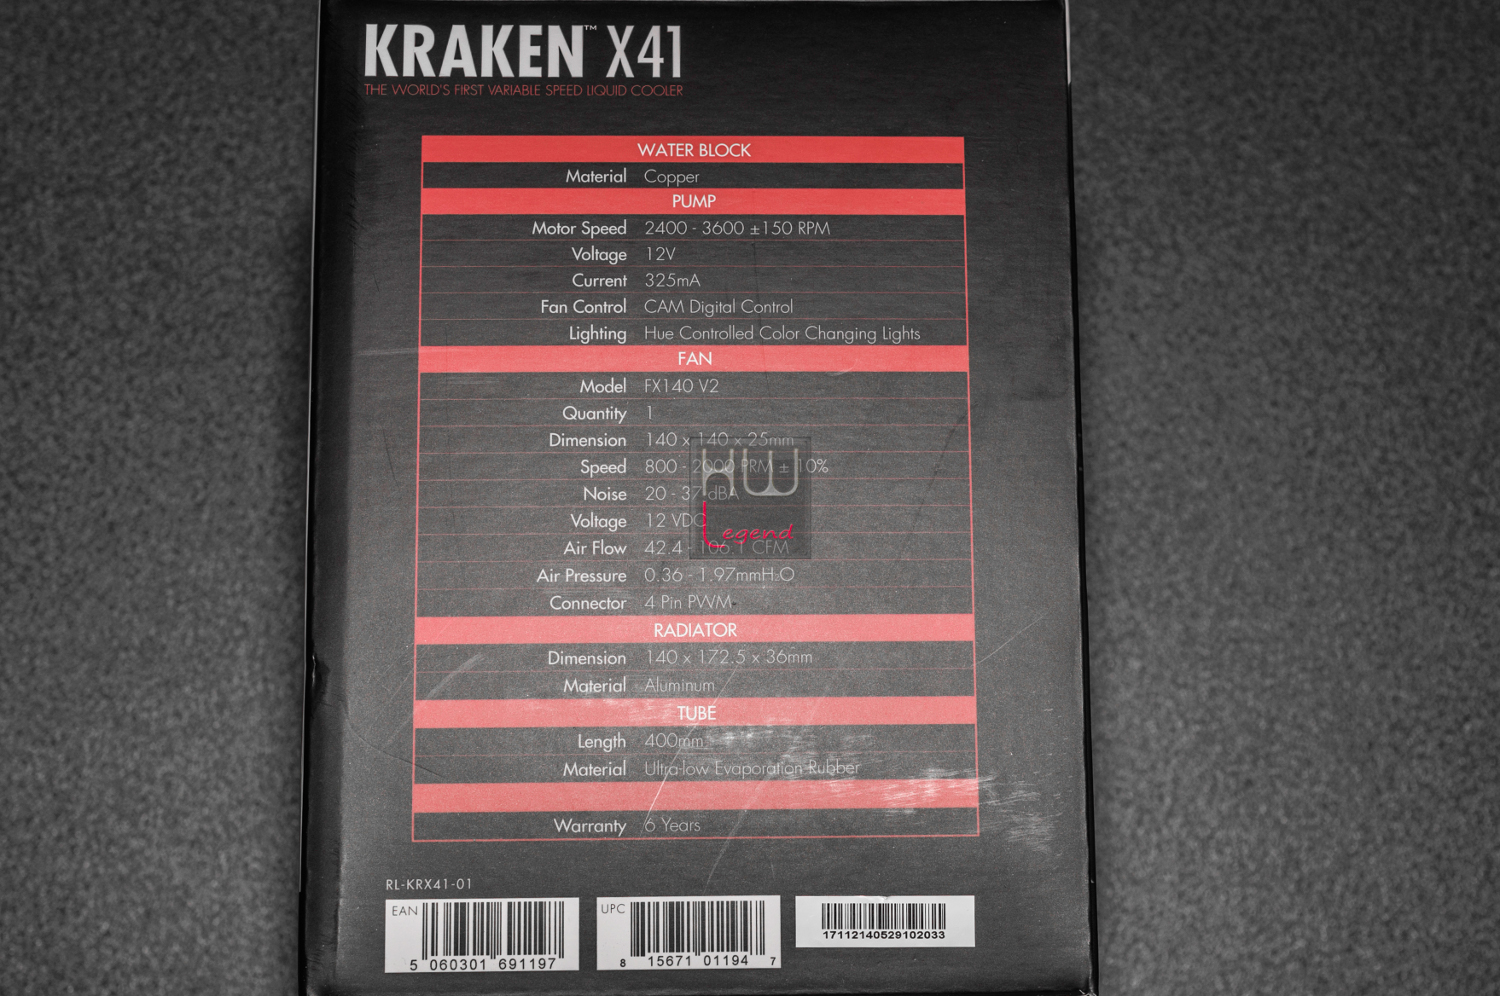 KRAKEN™ X41
THE WORLD'S FIRST VARIABLE SPEED LIQUID COOLER
WATER BLOCK
Material Copper
PUMP
Motor Speed 2400 - 3600 ±150 RPM
Voltage 12V
Current 325mA
Fan Control CAM Digital Control
Lighting Hue Controlled Color Changing Lights
FAN
Model FX140 V2
Quantity 1
Dimension 140 x 140 x 25mm
Speed 800 - 2000 PRM ± 10%
Noise 20 - 37 dBA
Voltage 12 VDC
Air Flow 42.4 - 106.1 CFM
Air Pressure 0.36 - 1.97mmH₂O
Connector 4 Pin PWM
HW
Legend
RADIATOR
Dimension 140 x 172.5 x 36mm
Material Aluminum
TUBE
Length 400mm
Material Ultra-low Evaporation Rubber
Warranty 6 Years
RL-KRX41-01
EAN
5 060301 691197
UPC
8 15671 01194 7
17112140529102033